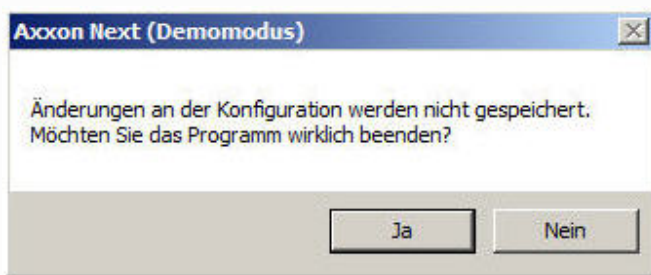 Axxon Next (Demomodus)
Änderungen an der Konfiguration werden nicht gespeichert.
Möchten Sie das Programm wirklich beenden?
Ja
Nein